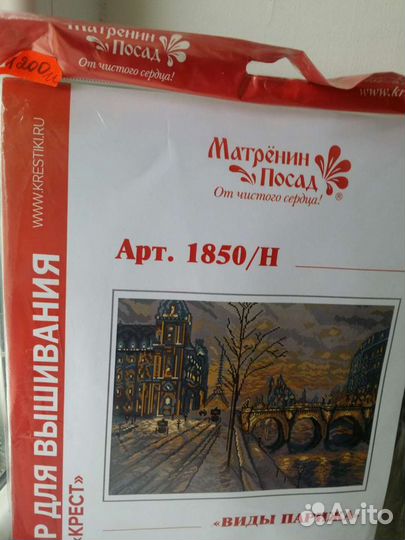 1200
Матрёнин
Посад
От чистого сердца!
www.kr
WWW.KRESTIKI.RU
Матрёнин
Посад
®
От чистого сердца!
Арт. 1850/Н
Р ДЛЯ ВЫШИВАНИЯ
«КРЕСТ»
«ВИДЫ ПАРИЖА»
Avito